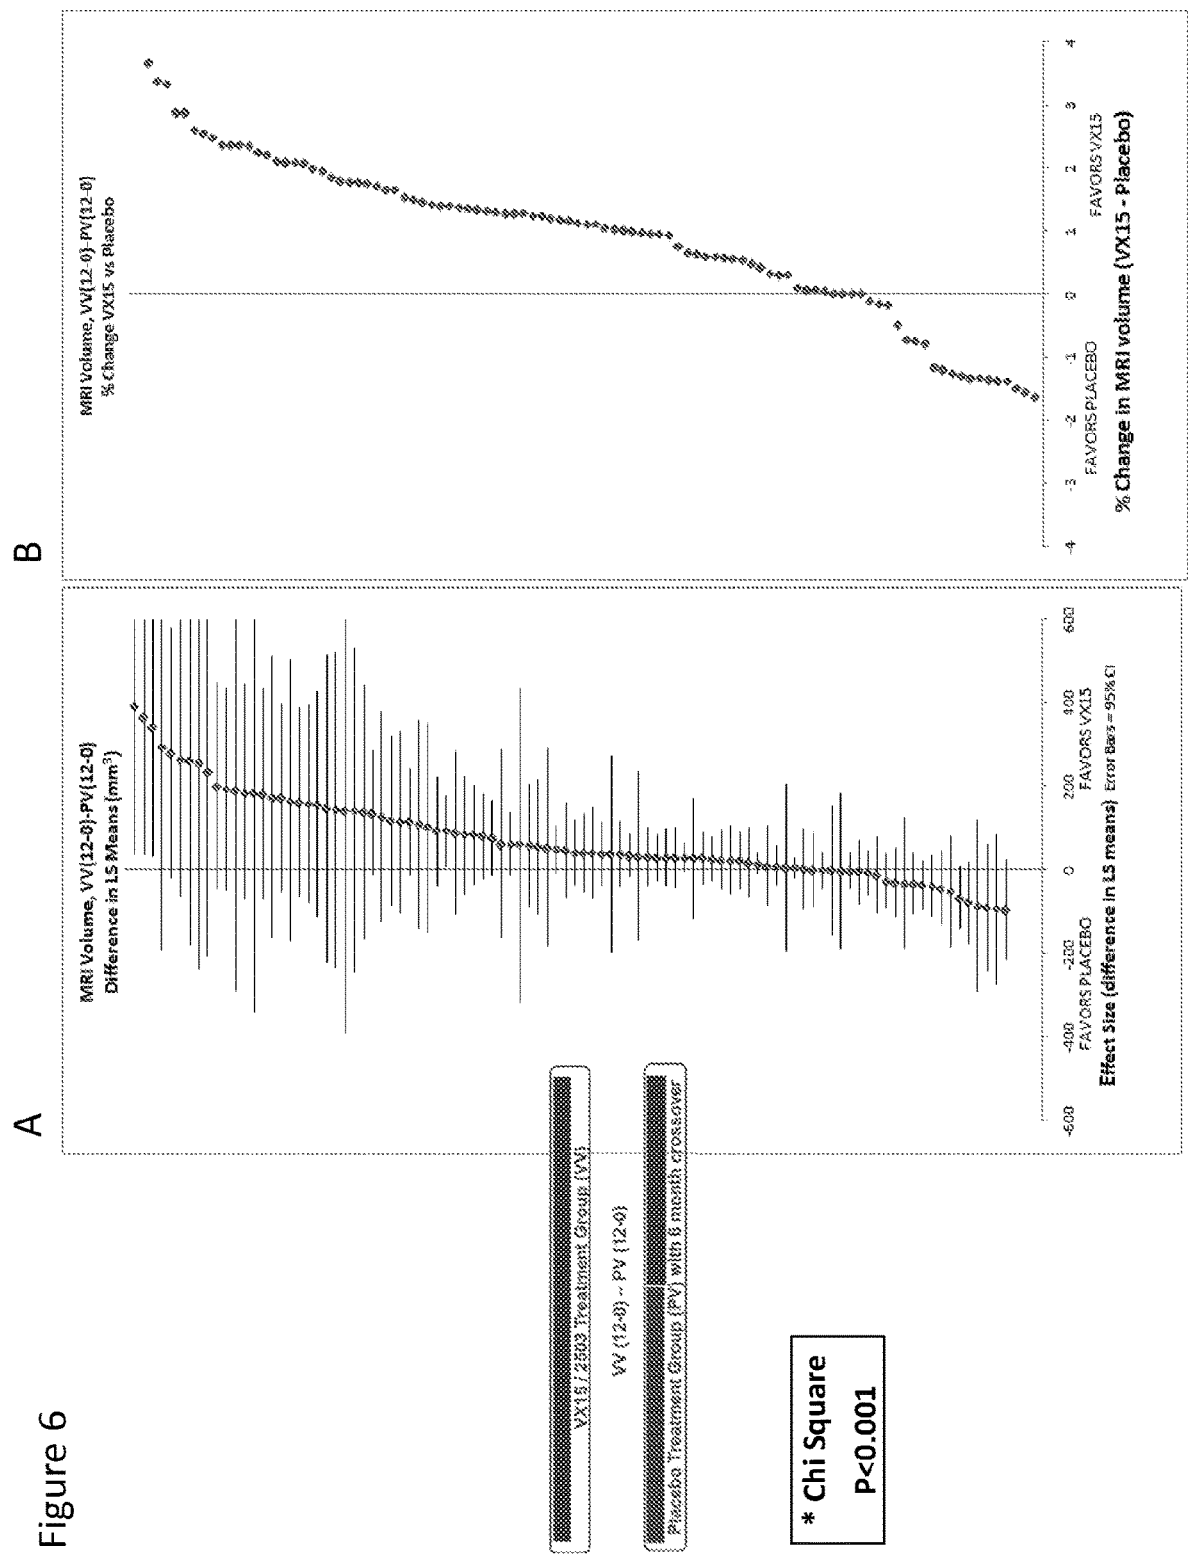 Figure 6
A
MRI Volume, VV(12-0)-PV(12-0)
Difference in LS Means (mm³)
-600
-400
-200
0
200
400
600
FAVORS PLACEBO
FAVORS VX15
Effect Size (difference in LS means) Error Bars = 95% CI
VX15 / 2503 Treatment Group (VV)
VV (12-0) - PV (12-0)
Placebo Treatment Group (PV) with 6 month crossover
* Chi Square
P<0.001
B
MRI Volume, VV(12-0)-PV(12-0)
% Change VX15 vs Placebo
-4
-3
-2
-1
0
1
2
3
4
FAVORS PLACEBO
FAVORS VX15
% Change in MRI volume (VX15 - Placebo)